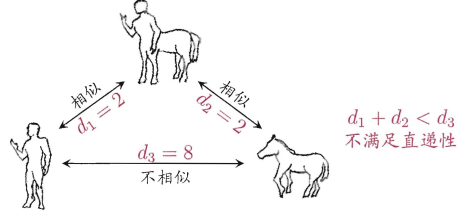 相似
d₁ = 2
相似
d₂ = 2
d₃ = 8
不相似
d₁ + d₂ < d₃
不满足直递性